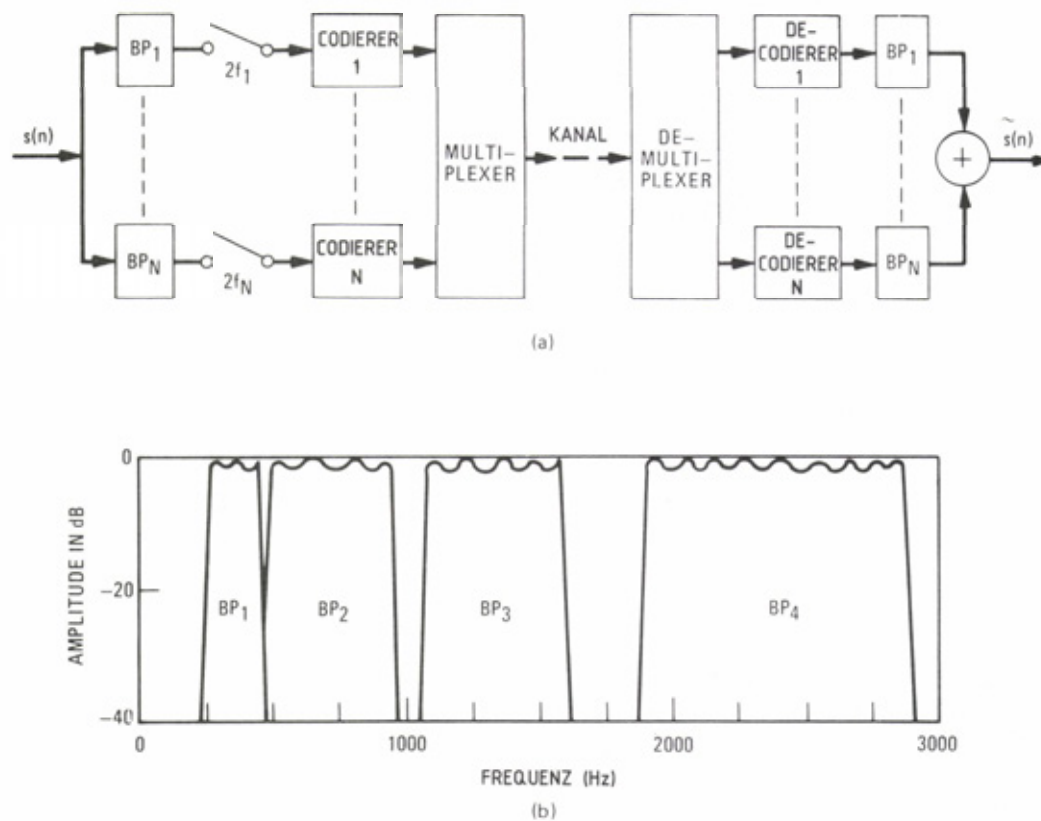 BP₁
2f₁
CODIERER
1
s(n)
BPN
2fN
CODIERER
N
MULTI-
PLEXER
KANAL
DE-
MULTI-
PLEXER
DE-
CODIERER
1
BP₁
DE-
CODIERER
N
BPN
+
s̃(n)
(a)
AMPLITUDE IN dB
0
−20
−40
BP₁
BP₂
BP₃
BP₄
0
1000
2000
3000
FREQUENZ (Hz)
(b)